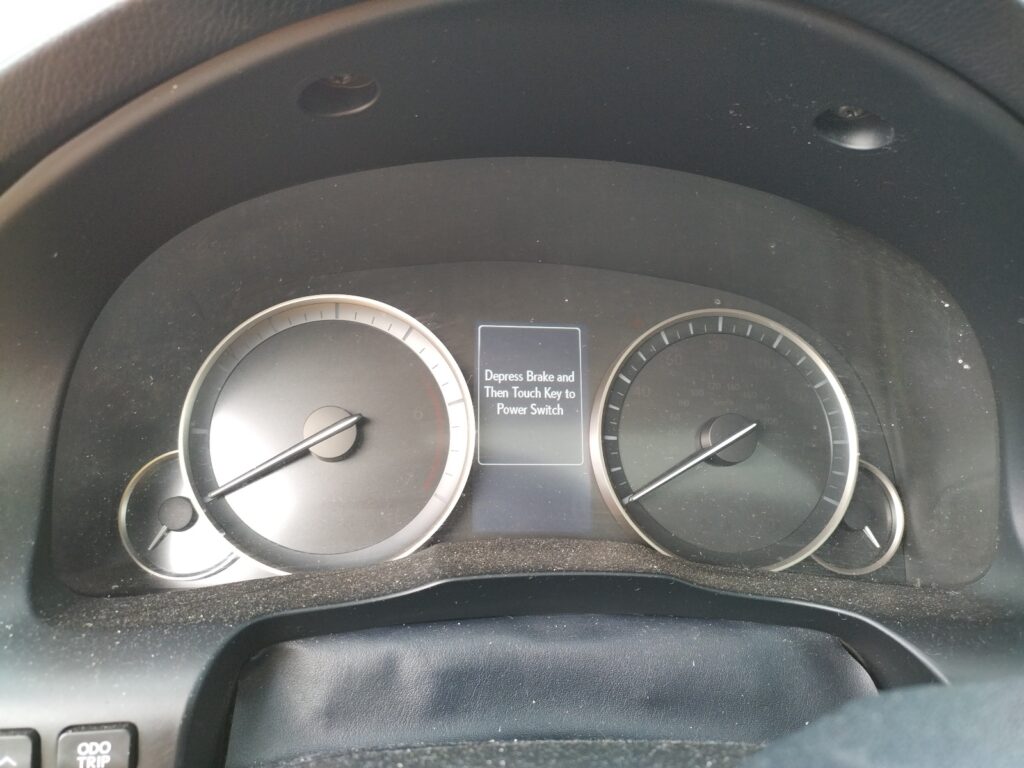 Depress Brake and
Then Touch Key to
Power Switch
ODO
TRIP